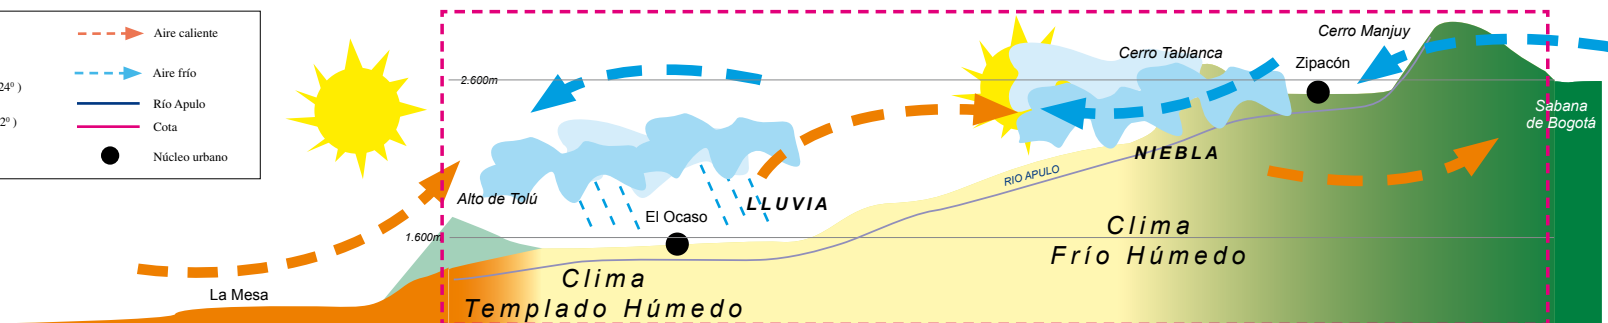 Aire caliente
Aire frío
24º )
Río Apulo
2º )
Cota
Núcleo urbano
2.600m
1.600m
La Mesa
Alto de Tolú
El Ocaso
LLUVIA
Clima
Templado Húmedo
RIO APULO
NIEBLA
Clima
Frío Húmedo
Cerro Tablanca
Cerro Manjuy
Zipacón
Sabana
de Bogotá